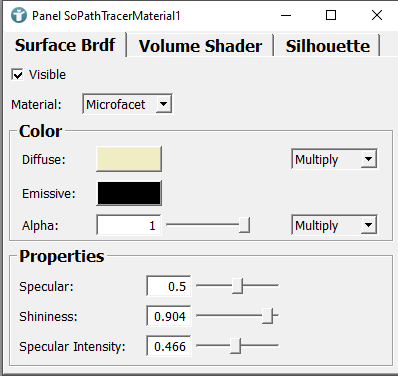 Panel SoPathTracerMaterial1
Surface Brdf Volume Shader Silhouette
Visible
Material: Microfacet
Color
Diffuse: Multiply
Emissive:
Alpha: 1 Multiply
Properties
Specular: 0.5
Shininess: 0.904
Specular Intensity: 0.466